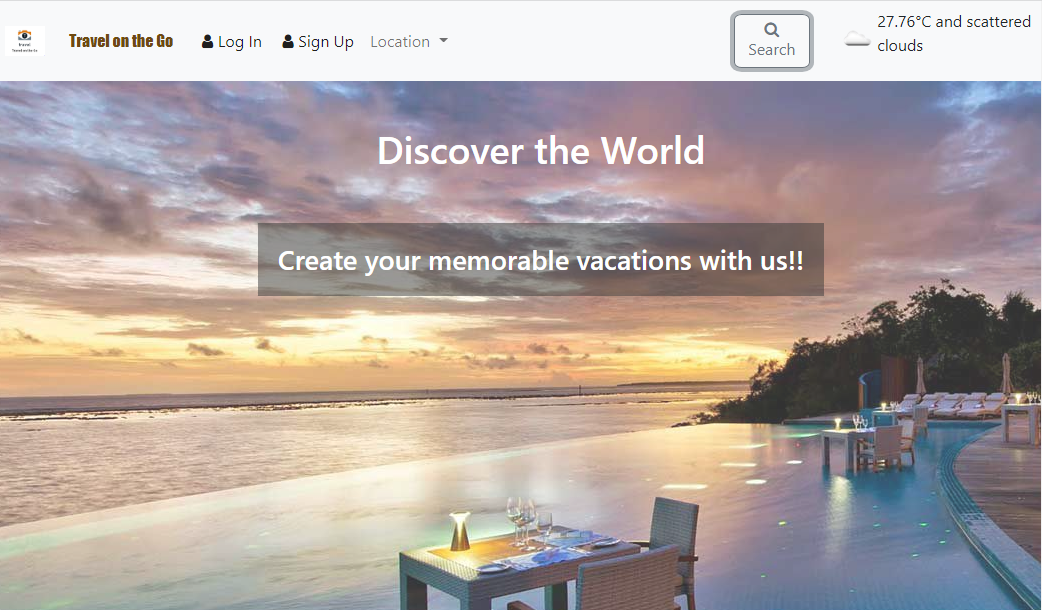 Travel
Travel on the Go
Log In
Sign Up
Location
Search
27.76°C and scattered
clouds
Discover the World
Create your memorable vacations with us!!